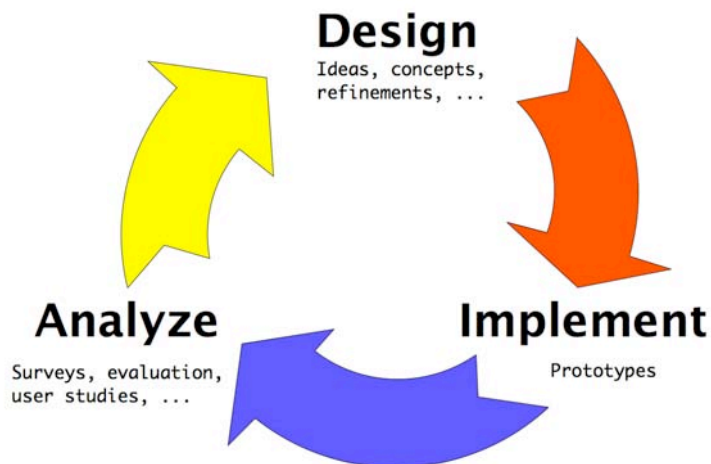 Design
Ideas, concepts,
refinements, ...
Analyze
Surveys, evaluation,
user studies, ...
Implement
Prototypes